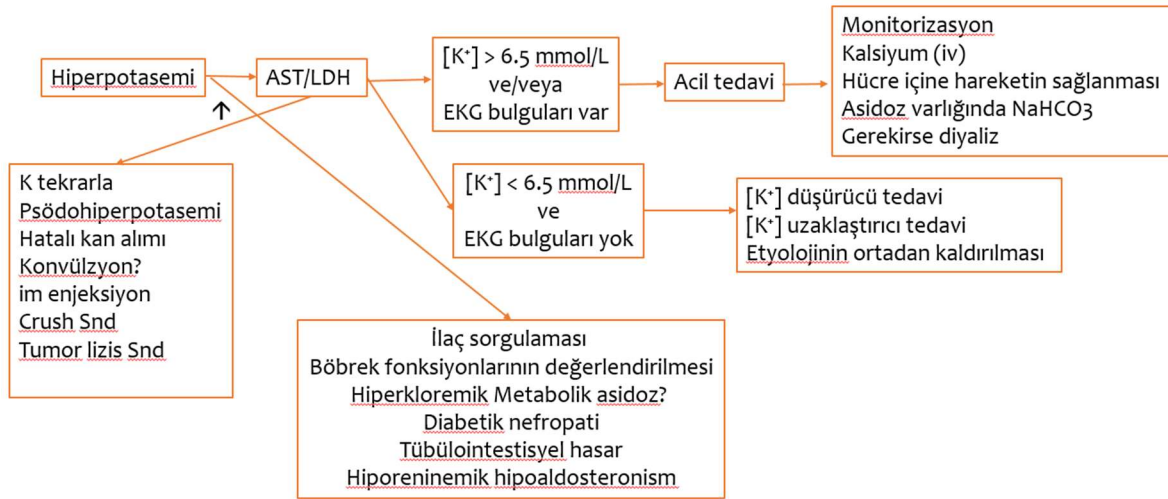 Hiperpotasemi
AST/LDH
↑
[K⁺] > 6.5 mmol/L
ve/veya
EKG bulguları var
Acil tedavi
Monitorizasyon
Kalsiyum (iv)
Hücre içine hareketin sağlanması
Asidoz varlığında NaHCO3
Gerekirse diyaliz
K tekrarla
Psödohiperpotasemi
Hatalı kan alımı
Konvülzyon?
im enjeksiyon
Crush Snd
Tumor lizis Snd
[K⁺] < 6.5 mmol/L
ve
EKG bulguları yok
[K⁺] düşürücü tedavi
[K⁺] uzaklaştırıcı tedavi
Etyolojinin ortadan kaldırılması
İlaç sorgulaması
Böbrek fonksiyonlarının değerlendirilmesi
Hiperkloremik Metabolik asidoz?
Diabetik nefropati
Tübülointestisyel hasar
Hiporeninemik hipoaldosteronism